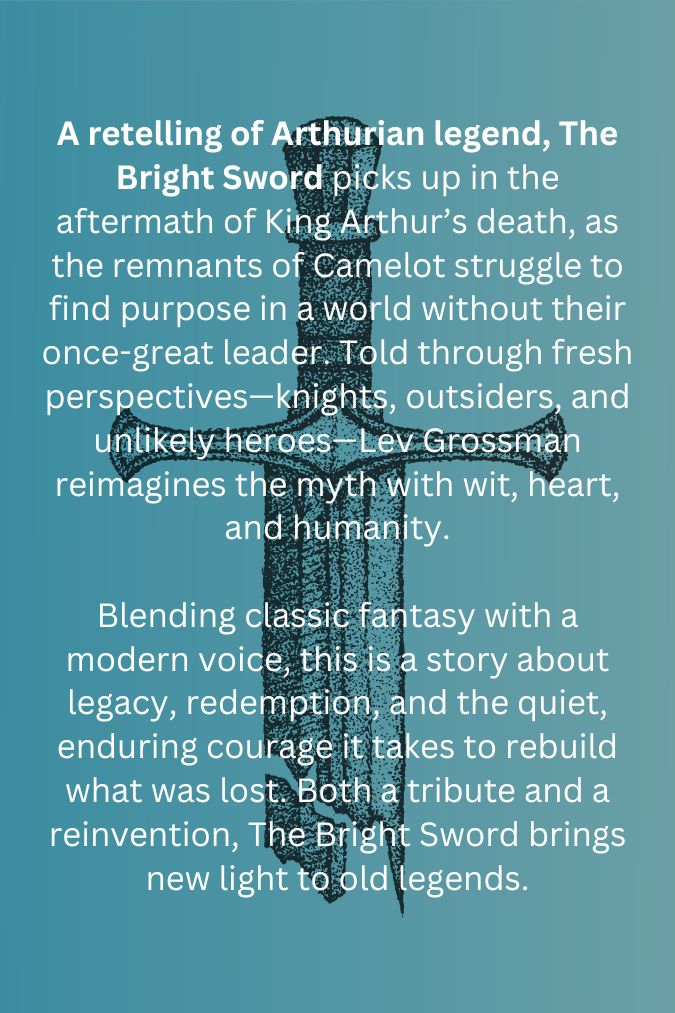 A retelling of Arthurian legend, The
Bright Sword picks up in the
aftermath of King Arthur’s death, as
the remnants of Camelot struggle to
find purpose in a world without their
once-great leader. Told through fresh
perspectives—knights, outsiders, and
unlikely heroes—Lev Grossman
reimagines the myth with wit, heart,
and humanity.
Blending classic fantasy with a
modern voice, this is a story about
legacy, redemption, and the quiet,
enduring courage it takes to rebuild
what was lost. Both a tribute and a
reinvention, The Bright Sword brings
new light to old legends.